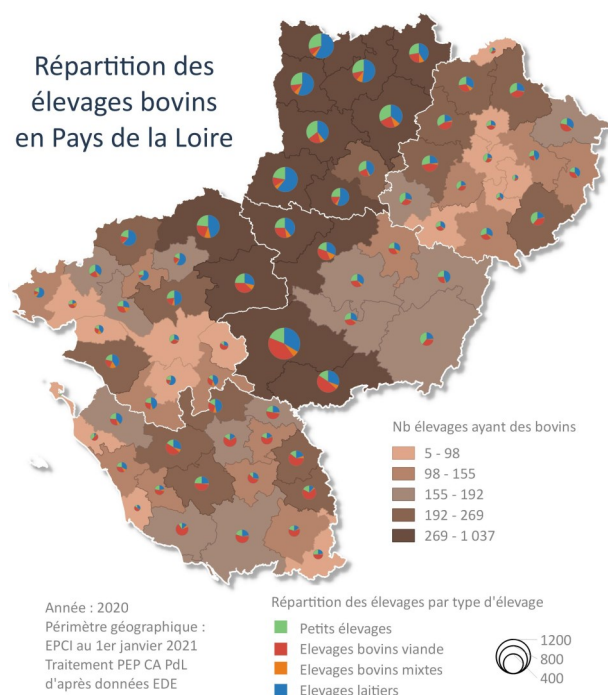 Répartition des
élevages bovins
en Pays de la Loire
Nb élevages ayant des bovins
5 - 98
98 - 155
155 - 192
192 - 269
269 - 1 037
Année : 2020
Périmètre géographique :
EPCI au 1er janvier 2021
Traitement PEP CA PdL
d'après données EDE
Répartition des élevages par type d'élevage
Petits élevages
Elevages bovins viande
Elevages bovins mixtes
Elevages laitiers
1200
800
400